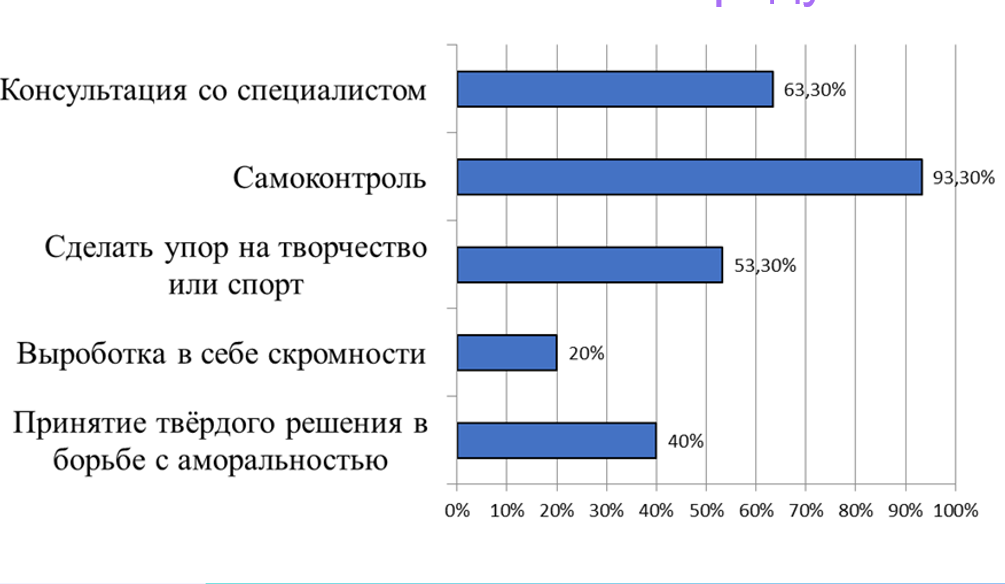 Консультация со специалистом
63,30%
Самоконтроль
93,30%
Сделать упор на творчество
или спорт
53,30%
Выроботка в себе скромности
20%
Принятие твёрдого решения в
борьбе с аморальностью
40%
0% 10% 20% 30% 40% 50% 60% 70% 80% 90% 100%